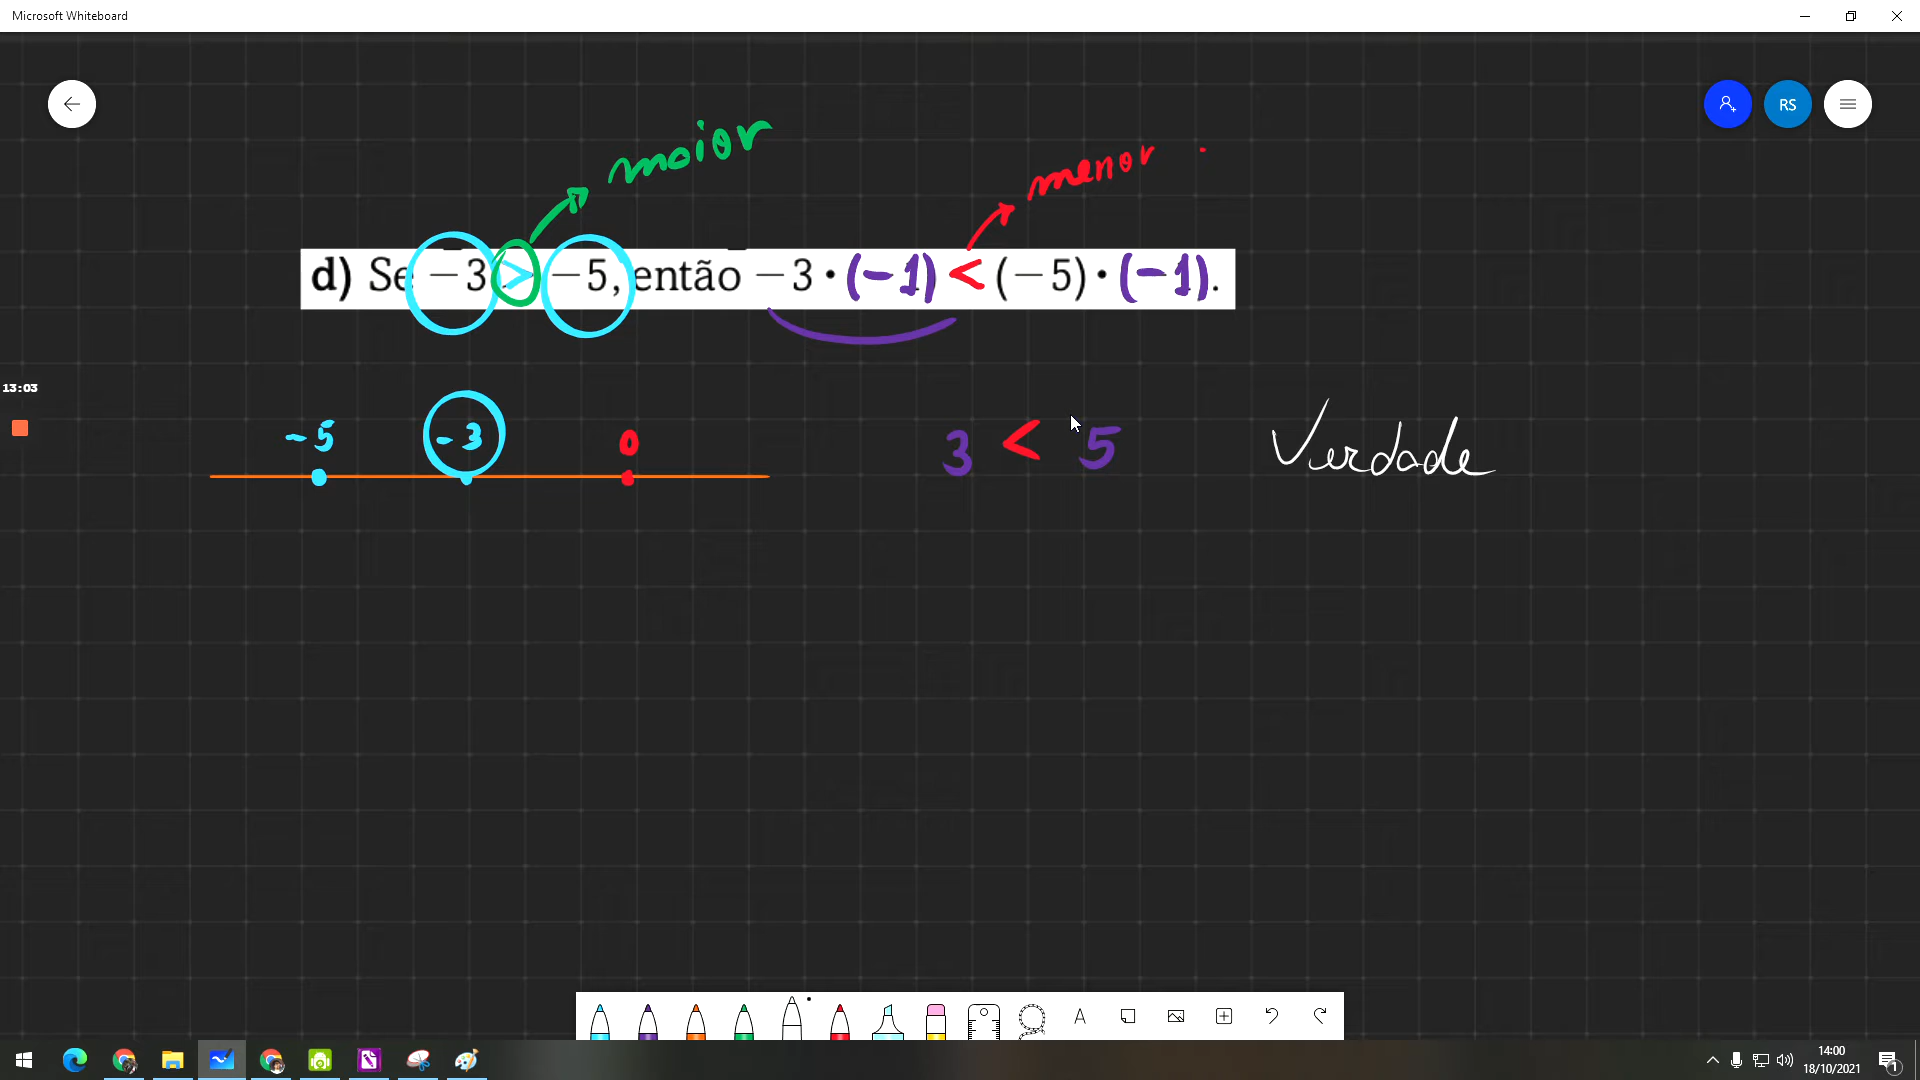 Microsoft Whiteboard
RS
maior
menor
d) Se −3 > −5, então −3 · (−1) < (−5) · (−1).
13:03
-5 -3 0
3 < 5 Verdade
A
14:00
18/10/2021
1